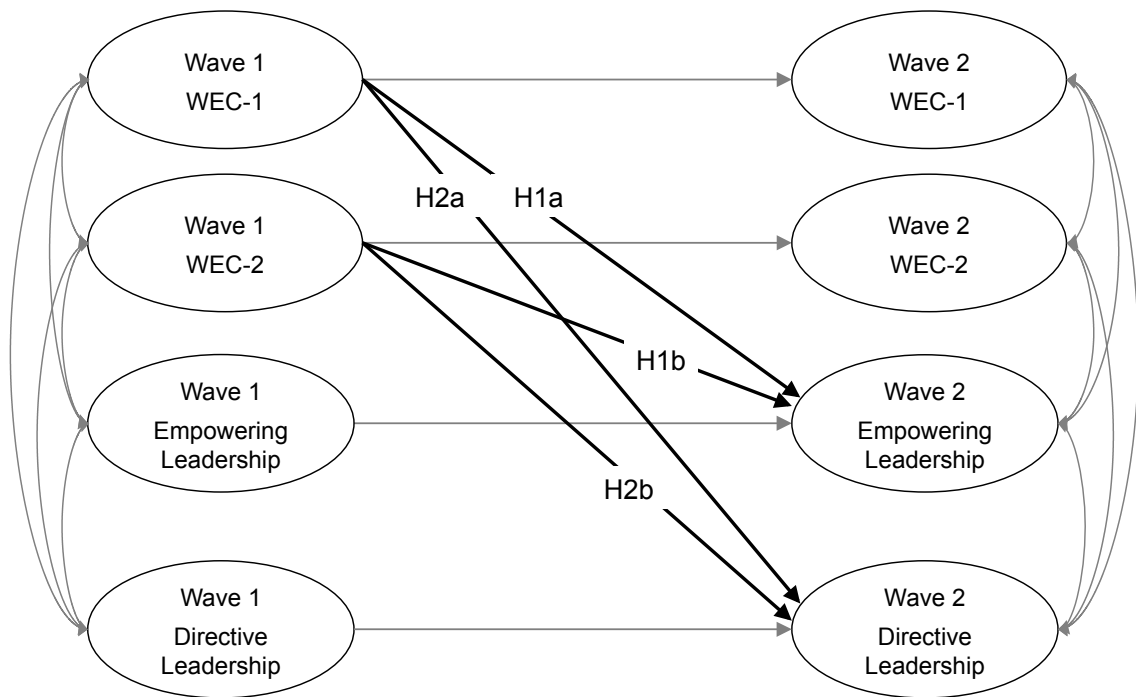 Wave 1
WEC-1
Wave 2
WEC-1
H2a
H1a
Wave 1
WEC-2
Wave 2
WEC-2
H1b
Wave 1
Empowering
Leadership
Wave 2
Empowering
Leadership
H2b
Wave 1
Directive
Leadership
Wave 2
Directive
Leadership